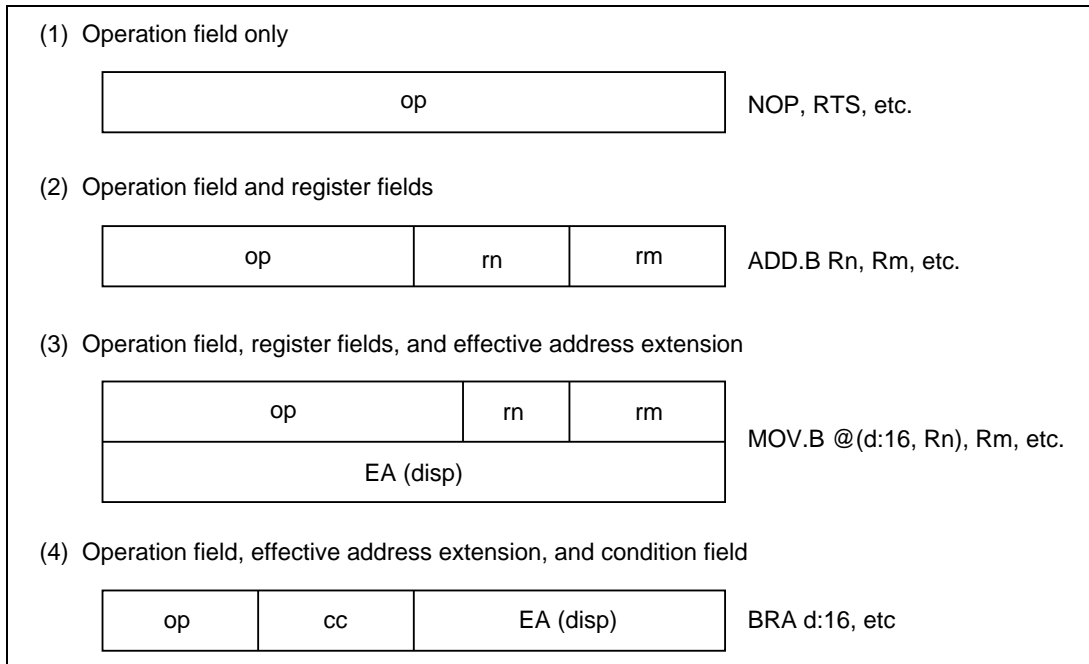 (1) Operation field only
op
NOP, RTS, etc.
(2) Operation field and register fields
op rn rm
ADD.B Rn, Rm, etc.
(3) Operation field, register fields, and effective address extension
op rn rm
EA (disp)
MOV.B @(d:16, Rn), Rm, etc.
(4) Operation field, effective address extension, and condition field
op cc EA (disp)
BRA d:16, etc